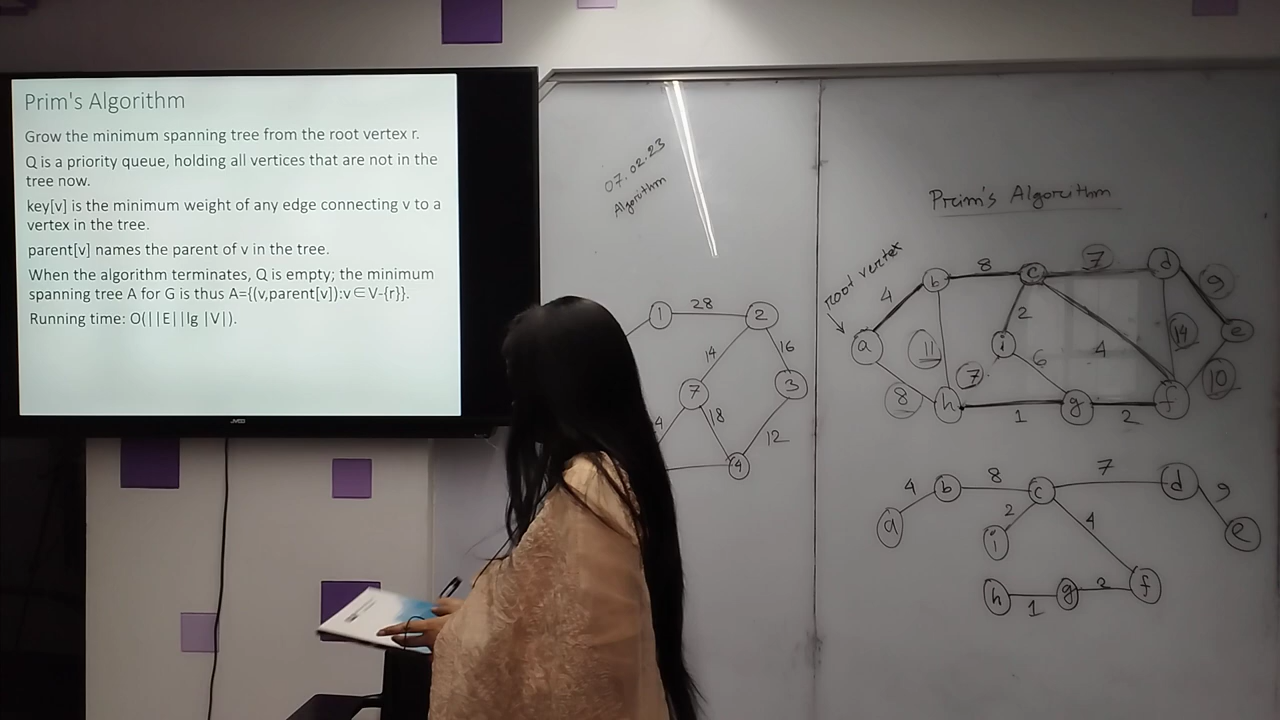 Prim's Algorithm
Grow the minimum spanning tree from the root vertex r.
Q is a priority queue, holding all vertices that are not in the
tree now.
key[v] is the minimum weight of any edge connecting v to a
vertex in the tree.
parent[v] names the parent of v in the tree.
When the algorithm terminates, Q is empty; the minimum
spanning tree A for G is thus A={(v,parent[v]):v∈V-{r}}.
Running time: O(||E||lg |V|).
07.02.23
Algorithm
1 28 2
14 16
7 3
4 18 12
4
Prim's Algorithm
root vertex
b 8 c 7 d
4 2 9
a 11 i 6 4 14 e
8 7 10
h 1 g 2 f
4 b 8 c 7 d 9
a 2 i 4 e
h 1 g 2 f